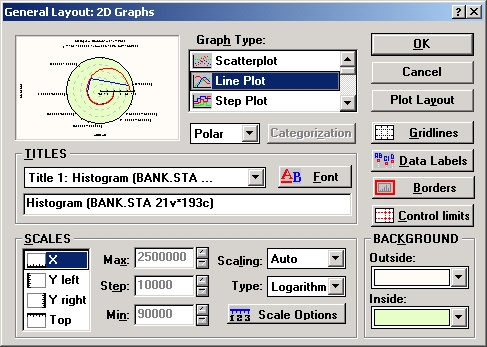 General Layout: 2D Graphs
Graph Type:
Scatterplot
Line Plot
Step Plot
OK
Cancel
Plot Layout
Polar
Categorization
Gridlines
TITLES
Title 1: Histogram (BANK.STA ...
AB Font
Data Labels
Borders
Histogram (BANK.STA 21v*193c)
Control limits
SCALES
X
Y left
Y right
Top
Max: 2500000
Step: 10000
Min: 90000
Scaling: Auto
Type: Logarithm
123 Scale Options
BACKGROUND
Outside:
Inside: